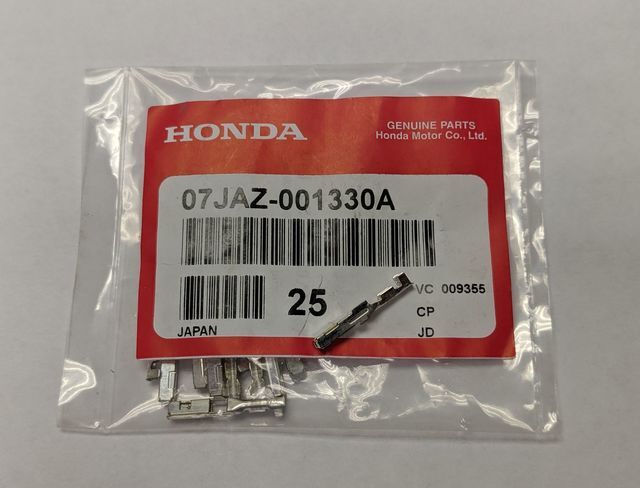 HONDA
GENUINE PARTS
Honda Motor Co., Ltd.
07JAZ-001330A
25
VC 009355
CP
JAPAN
JD